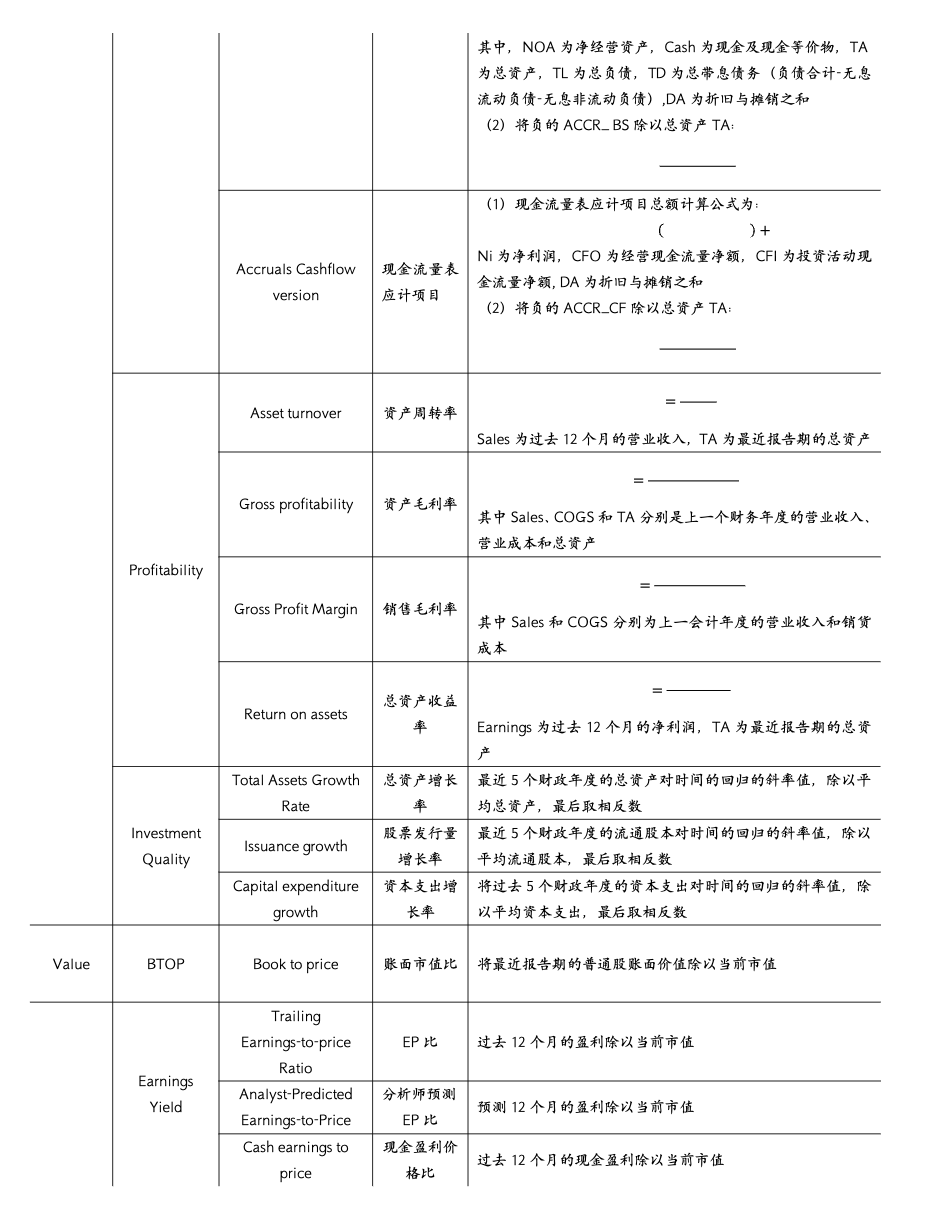 其中，NOA 为净经营资产，Cash 为现金及现金等价物，TA
为总资产，TL 为总负债，TD 为总带息债务（负债合计-无息
流动负债-无息非流动负债）,DA 为折旧与摊销之和
（2）将负的 ACCR_BS 除以总资产 TA：
Accruals Cashflow
version
现金流量表
应计项目
（1）现金流量表应计项目总额计算公式为：
( ) +
Ni 为净利润，CFO 为经营现金流量净额，CFI 为投资活动现
金流量净额, DA 为折旧与摊销之和
（2）将负的 ACCR_CF 除以总资产 TA：
Profitability
Asset turnover
资产周转率
=
Sales 为过去 12 个月的营业收入，TA 为最近报告期的总资产
Gross profitability
资产毛利率
=
其中 Sales、COGS 和 TA 分别是上一个财务年度的营业收入、
营业成本和总资产
Gross Profit Margin
销售毛利率
=
其中 Sales 和 COGS 分别为上一会计年度的营业收入和销货
成本
Return on assets
总资产收益
率
=
Earnings 为过去 12 个月的净利润，TA 为最近报告期的总资
产
Investment
Quality
Total Assets Growth
Rate
总资产增长
率
最近 5 个财政年度的总资产对时间的回归的斜率值，除以平
均总资产，最后取相反数
Issuance growth
股票发行量
增长率
最近 5 个财政年度的流通股本对时间的回归的斜率值，除以
平均流通股本，最后取相反数
Capital expenditure
growth
资本支出增
长率
将过去 5 个财政年度的资本支出对时间的回归的斜率值，除
以平均资本支出，最后取相反数
Value
BTOP
Book to price
账面市值比
将最近报告期的普通股账面价值除以当前市值
Earnings
Yield
Trailing
Earnings-to-price
Ratio
EP 比
过去 12 个月的盈利除以当前市值
Analyst-Predicted
Earnings-to-Price
分析师预测
EP 比
预测 12 个月的盈利除以当前市值
Cash earnings to
price
现金盈利价
格比
过去 12 个月的现金盈利除以当前市值